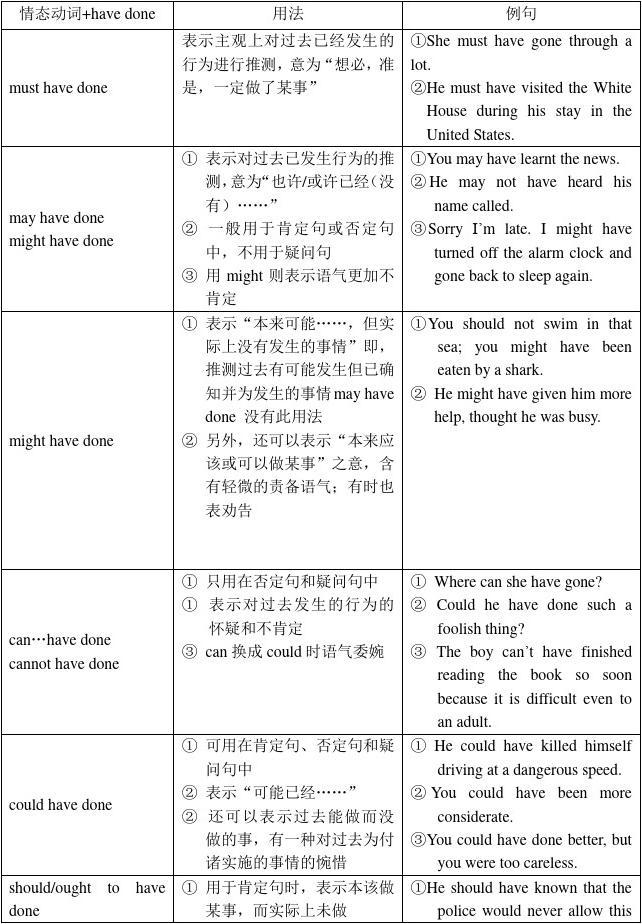 情态动词+have done
用法
例句
must have done
表示主观上对过去已经发生的
行为进行推测，意为“想必，准
是，一定做了某事”
①She must have gone through a
lot.
②He must have visited the White
House during his stay in the
United States.
may have done
might have done
① 表示对过去已发生行为的推
测,意为“也许/或许已经（没
有）……”
② 一般用于肯定句或否定句
中，不用于疑问句
③ 用 might 则表示语气更加不
肯定
①You may have learnt the news.
② He may not have heard his
name called.
③Sorry I’m late. I might have
turned off the alarm clock and
gone back to sleep again.
might have done
① 表示“本来可能……，但实
际上没有发生的事情”即，
推测过去有可能发生但已确
知并为发生的事情 may have
done 没有此用法
② 另外，还可以表示“本来应
该或可以做某事”之意，含
有轻微的责备语气；有时也
表劝告
①You should not swim in that
sea; you might have been
eaten by a shark.
② He might have given him more
help, thought he was busy.
can…have done
cannot have done
① 只用在否定句和疑问句中
① 表示对过去发生的行为的
怀疑和不肯定
③ can 换成 could 时语气委婉
① Where can she have gone?
② Could he have done such a
foolish thing?
③ The boy can’t have finished
reading the book so soon
because it is difficult even to
an adult.
could have done
① 可用在肯定句、否定句和疑
问句中
② 表示“可能已经……”
② 还可以表示过去能做而没
做的事，有一种对过去为付
诸实施的事情的惋惜
① He could have killed himself
driving at a dangerous speed.
② You could have been more
considerate.
③You could have done better, but
you were too careless.
should/ought to have
done
① 用于肯定句时，表示本该做
某事，而实际上未做
①He should have known that the
police would never allow this